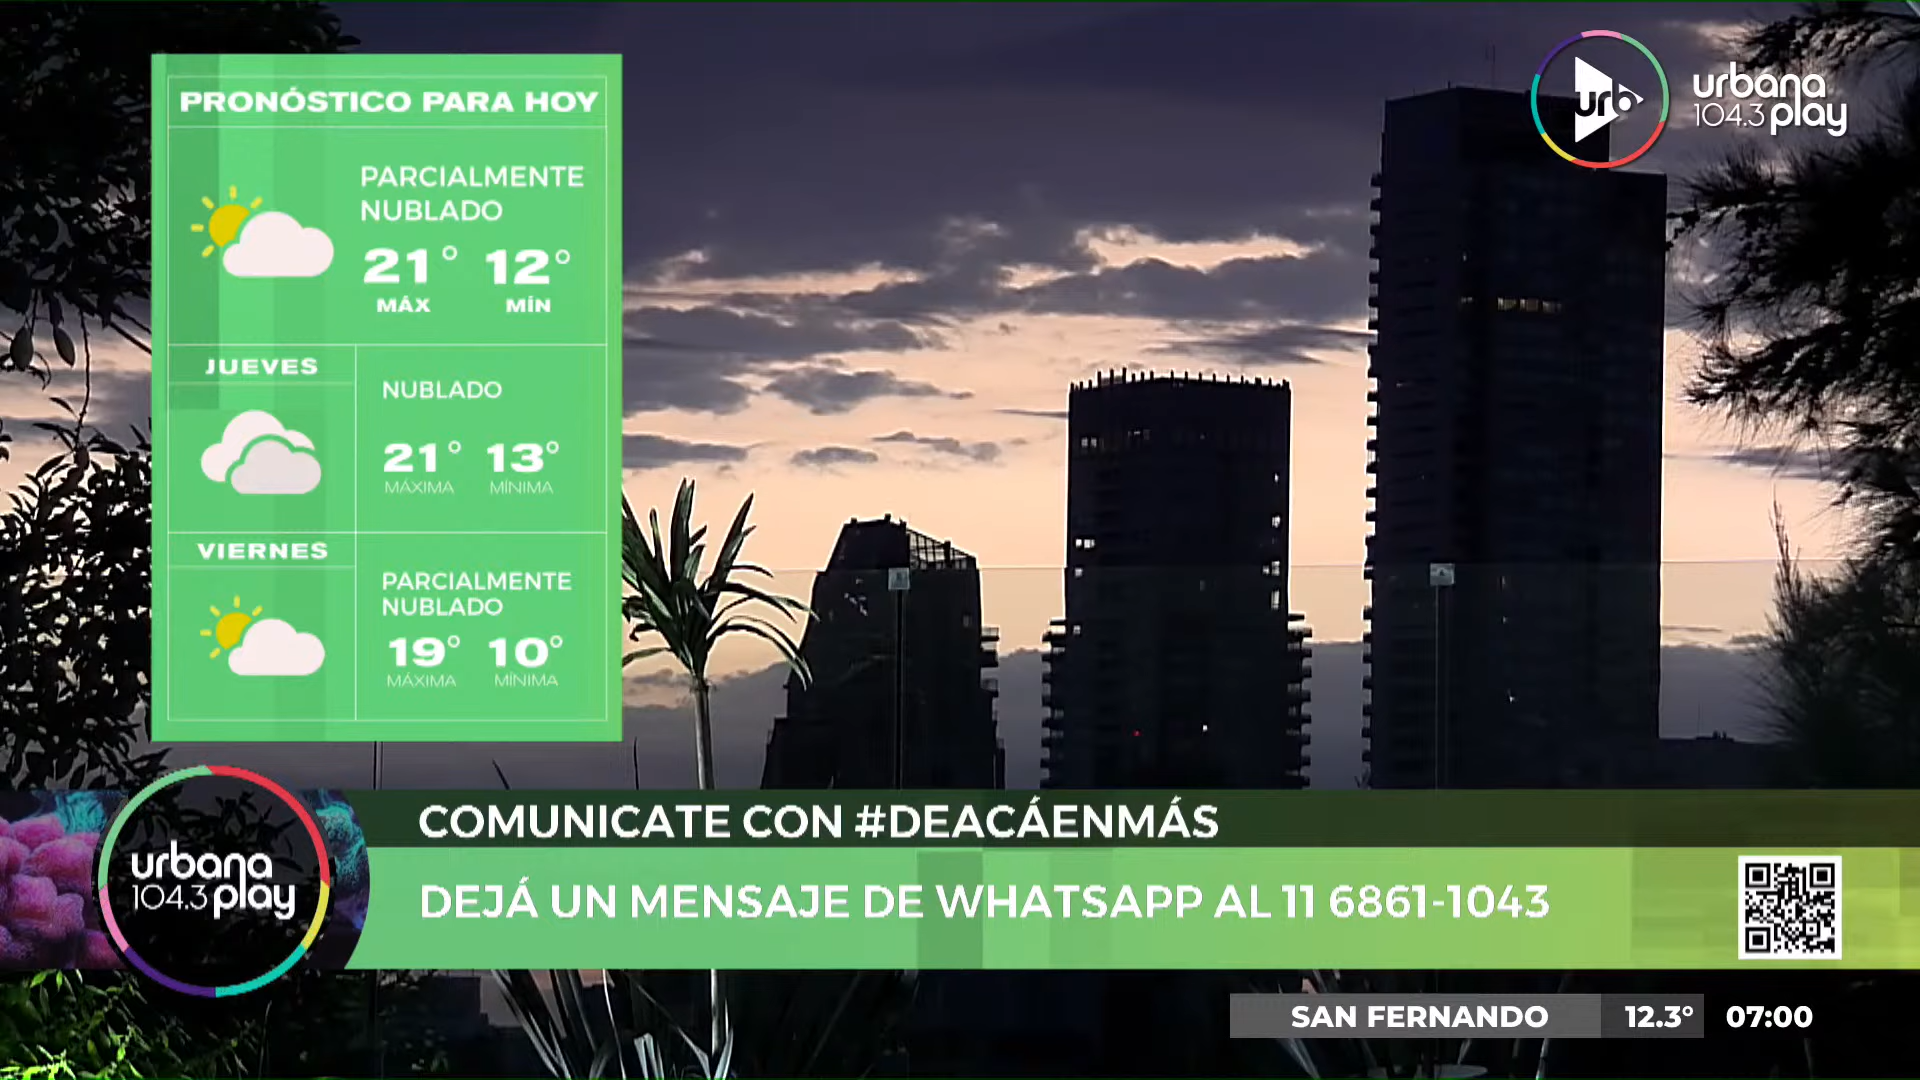 PRONÓSTICO PARA HOY
PARCIALMENTE
NUBLADO
21° 12°
MÁX MÍN
JUEVES
NUBLADO
21° 13°
MÁXIMA MÍNIMA
VIERNES
PARCIALMENTE
NUBLADO
19° 10°
MÁXIMA MÍNIMA
urb
urbana
104.3 play
urbana
104.3 play
COMUNICATE CON #DEACÁENMÁS
DEJÁ UN MENSAJE DE WHATSAPP AL 11 6861-1043
SAN FERNANDO 12.3° 07:00